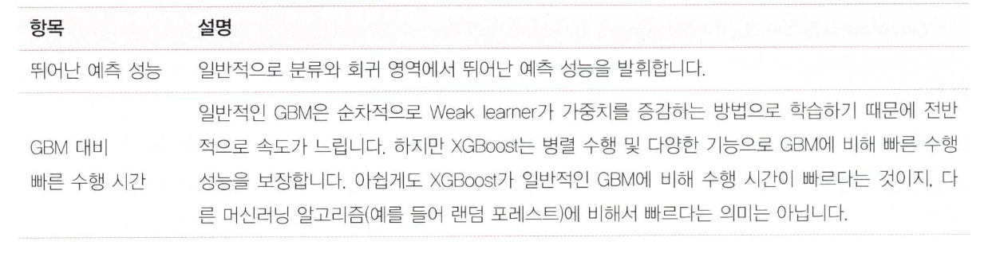 항목 설명
뛰어난 예측 성능 일반적으로 분류와 회귀 영역에서 뛰어난 예측 성능을 발휘합니다.
일반적인 GBM은 순차적으로 Weak learner가 가중치를 증감하는 방법으로 학습하기 때문에 전반
GBM 대비 적으로 속도가 느립니다. 하지만 XGBoost는 병렬 수행 및 다양한 기능으로 GBM에 비해 빠른 수행
빠른 수행 시간 성능을 보장합니다. 아쉽게도 XGBoost가 일반적인 GBM에 비해 수행 시간이 빠르다는 것이지, 다
른 머신러닝 알고리즘(예를 들어 랜덤 포레스트)에 비해서 빠르다는 의미는 아닙니다.